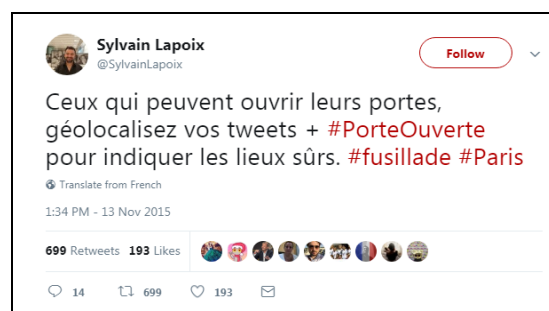 Sylvain Lapoix
@SylvainLapoix
Follow
Ceux qui peuvent ouvrir leurs portes,
géolocalisez vos tweets + #PorteOuverte
pour indiquer les lieux sûrs. #fusillade #Paris
Translate from French
1:34 PM - 13 Nov 2015
699 Retweets 193 Likes
14 699 193